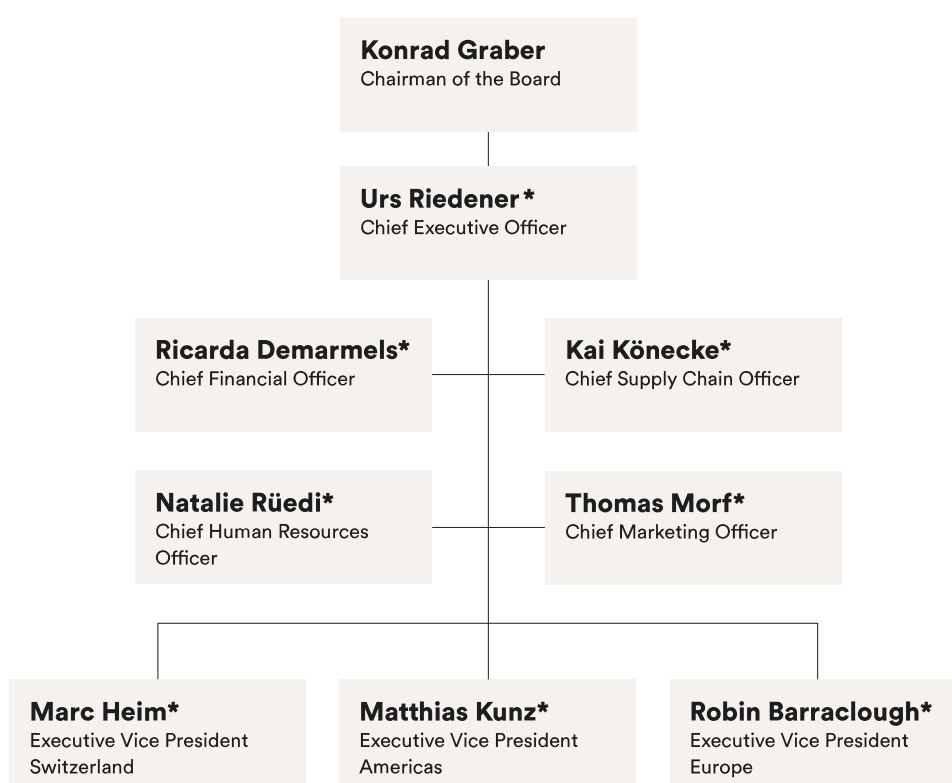 Konrad Graber
Chairman of the Board
Urs Riedener*
Chief Executive Officer
Ricarda Demarmels*
Chief Financial Officer
Kai Könecke*
Chief Supply Chain Officer
Natalie Rüedi*
Chief Human Resources
Officer
Thomas Morf*
Chief Marketing Officer
Marc Heim*
Executive Vice President
Switzerland
Matthias Kunz*
Executive Vice President
Americas
Robin Barraclough*
Executive Vice President
Europe